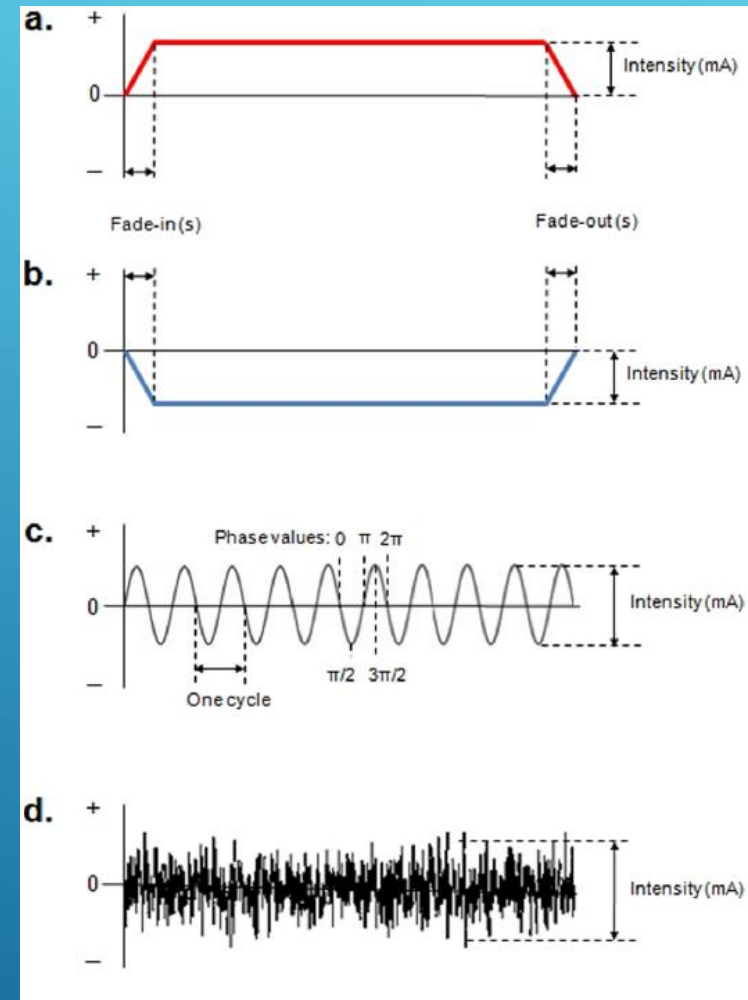 a.
+
0
–
Intensity (mA)
Fade-in (s)
Fade-out (s)
b.
+
0
–
Intensity (mA)
c.
+
0
–
Phase values: 0 π 2π
π/2 3π/2
One cycle
Intensity (mA)
d.
+
0
–
Intensity (mA)